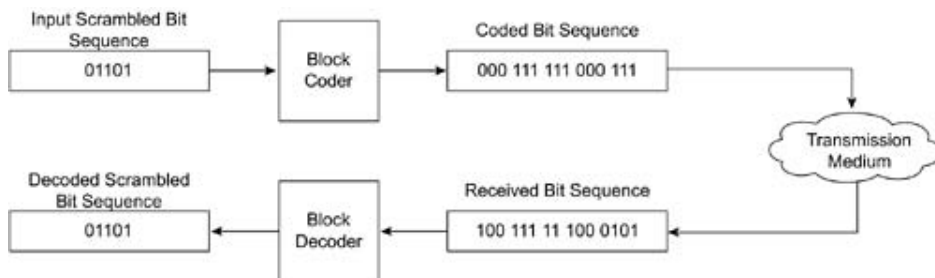 Input Scrambled Bit
Sequence
01101
Block
Coder
Coded Bit Sequence
000 111 111 000 111
Transmission
Medium
Decoded Scrambled
Bit Sequence
01101
Block
Decoder
Received Bit Sequence
100 111 11 100 0101